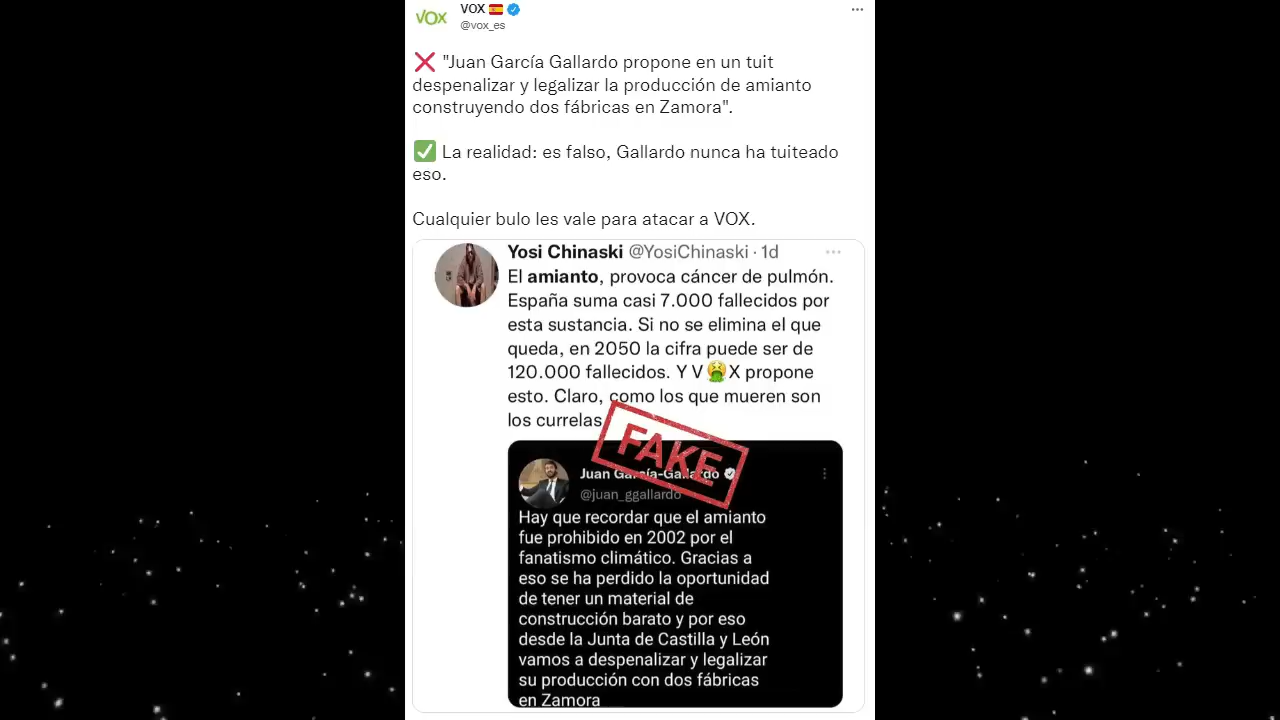 VOX
VOX
@vox_es
"Juan García Gallardo propone en un tuit
despenalizar y legalizar la producción de amianto
construyendo dos fábricas en Zamora".
La realidad: es falso, Gallardo nunca ha tuiteado
eso.
Cualquier bulo les vale para atacar a VOX.
Yosi Chinaski @YosiChinaski · 1d
El amianto, provoca cáncer de pulmón.
España suma casi 7.000 fallecidos por
esta sustancia. Si no se elimina el que
queda, en 2050 la cifra puede ser de
120.000 fallecidos. Y V🤮X propone
esto. Claro, como los que mueren son
los currelas
FAKE
Juan García-Gallardo
@juan_ggallardo
Hay que recordar que el amianto
fue prohibido en 2002 por el
fanatismo climático. Gracias a
eso se ha perdido la oportunidad
de tener un material de
construcción barato y por eso
desde la Junta de Castilla y León
vamos a despenalizar y legalizar
su producción con dos fábricas
en Zamora